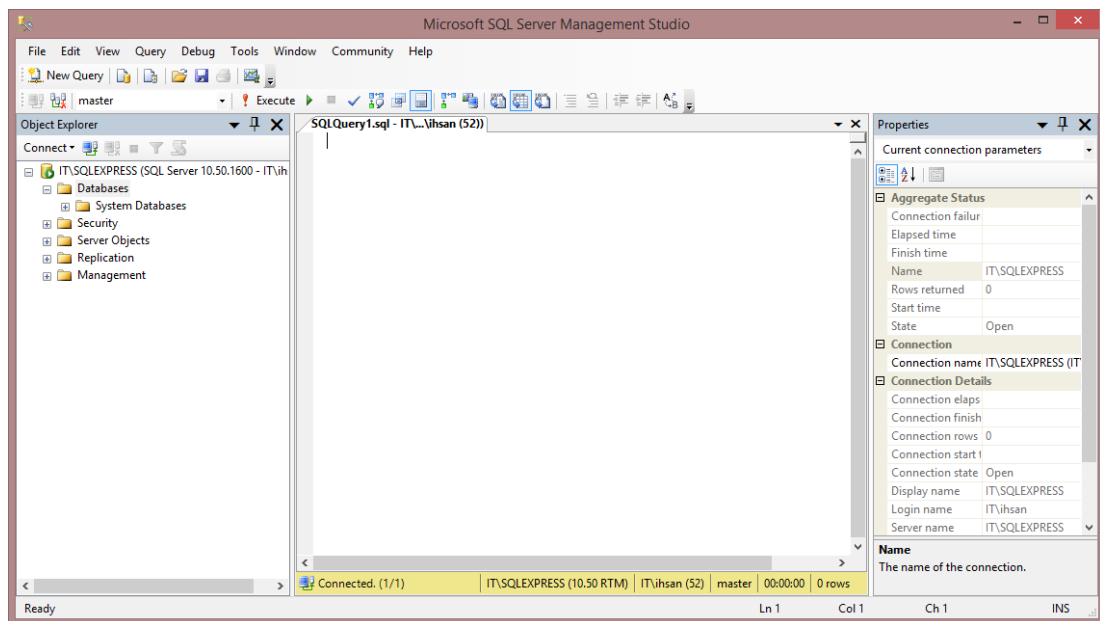 Microsoft SQL Server Management Studio
File Edit View Query Debug Tools Window Community Help
New Query
master Execute
Object Explorer
Connect
IT\SQLEXPRESS (SQL Server 10.50.1600 - IT\ih
Databases
System Databases
Security
Server Objects
Replication
Management
SQLQuery1.sql - IT\...\ihsan (52))
Connected. (1/1) IT\SQLEXPRESS (10.50 RTM) IT\ihsan (52) master 00:00:00 0 rows
Properties
Current connection parameters
Aggregate Status
Connection failur
Elapsed time
Finish time
Name IT\SQLEXPRESS
Rows returned 0
Start time
State Open
Connection
Connection name IT\SQLEXPRESS (IT
Connection Details
Connection elaps
Connection finish
Connection rows 0
Connection start t
Connection state Open
Display name IT\SQLEXPRESS
Login name IT\ihsan
Server name IT\SQLEXPRESS
Name
The name of the connection.
Ready Ln 1 Col 1 Ch 1 INS